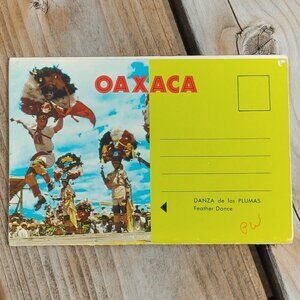 OAXACA
DANZA de las PLUMAS
Feather Dance
PW